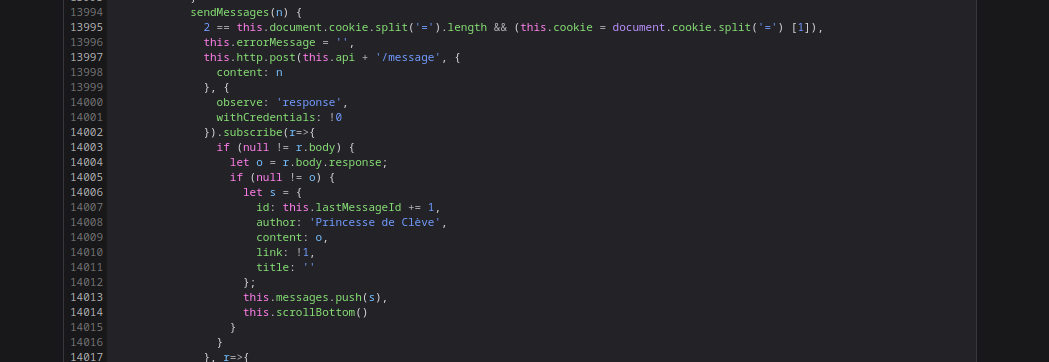 13994 sendMessages(n) {
13995 2 == this.document.cookie.split('=').length && (this.cookie = document.cookie.split('=') [1]),
13996 this.errorMessage = '',
13997 this.http.post(this.api + '/message', {
13998 content: n
13999 }, {
14000 observe: 'response',
14001 withCredentials: !0
14002 }).subscribe(r=>{
14003 if (null != r.body) {
14004 let o = r.body.response;
14005 if (null != o) {
14006 let s = {
14007 id: this.lastMessageId += 1,
14008 author: 'Princesse de Clève',
14009 content: o,
14010 link: !1,
14011 title: ''
14012 };
14013 this.messages.push(s),
14014 this.scrollBottom()
14015 }
14016 }
14017 }, r=>{